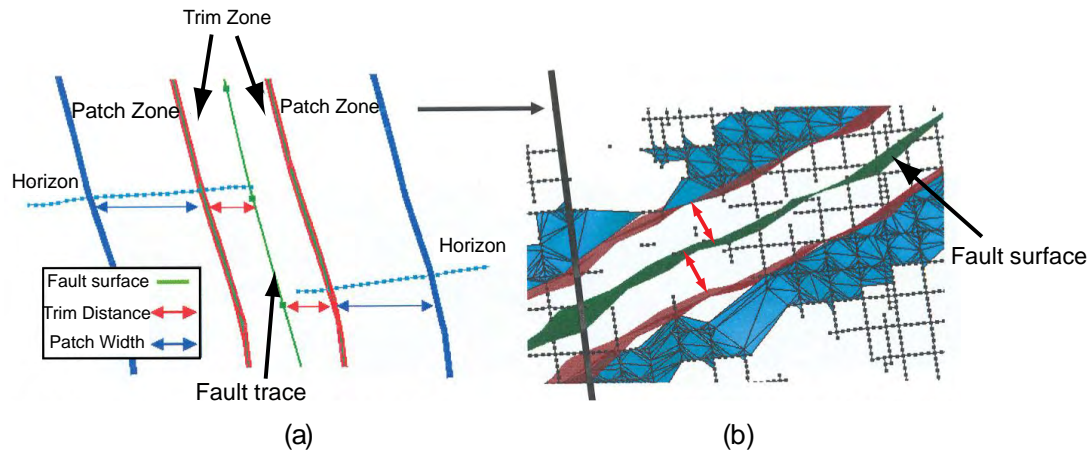 Trim Zone
Patch Zone
Patch Zone
Horizon
Horizon
Fault surface
Trim Distance
Patch Width
Fault trace
Fault surface
(a)
(b)